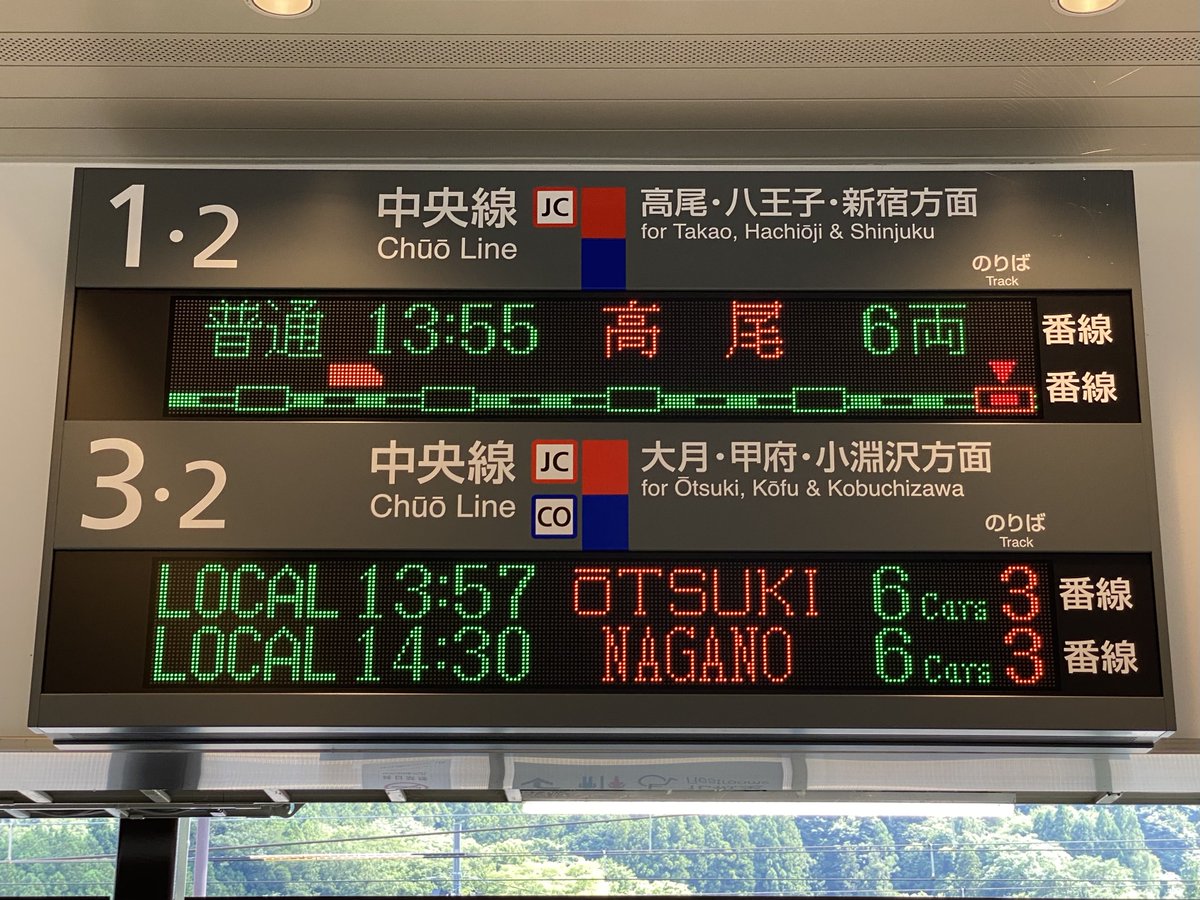 1・2 中央線 JC 高尾・八王子・新宿方面
Chūō Line for Takao, Hachiōji & Shinjuku
のりば
Track
普通 13:55 高尾 6両 番線
番線
3・2 中央線 JC 大月・甲府・小淵沢方面
Chūō Line CO for Ōtsuki, Kōfu & Kobuchizawa
のりば
Track
LOCAL 13:57 ŌTSUKI 6 Cars 3 番線
LOCAL 14:30 NAGANO 6 Cars 3 番線